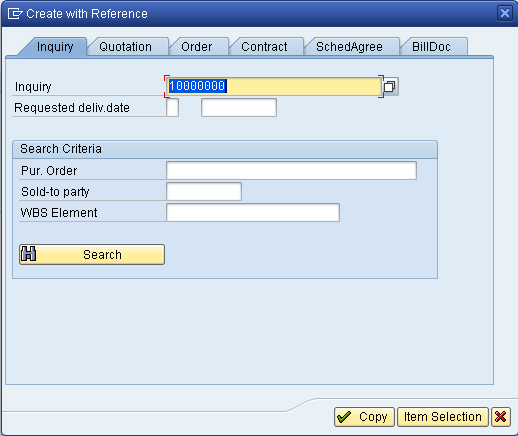 Create with Reference
Inquiry Quotation Order Contract SchedAgree BillDoc
Inquiry 10000000
Requested deliv.date
Search Criteria
Pur. Order
Sold-to party
WBS Element
Search
Copy Item Selection